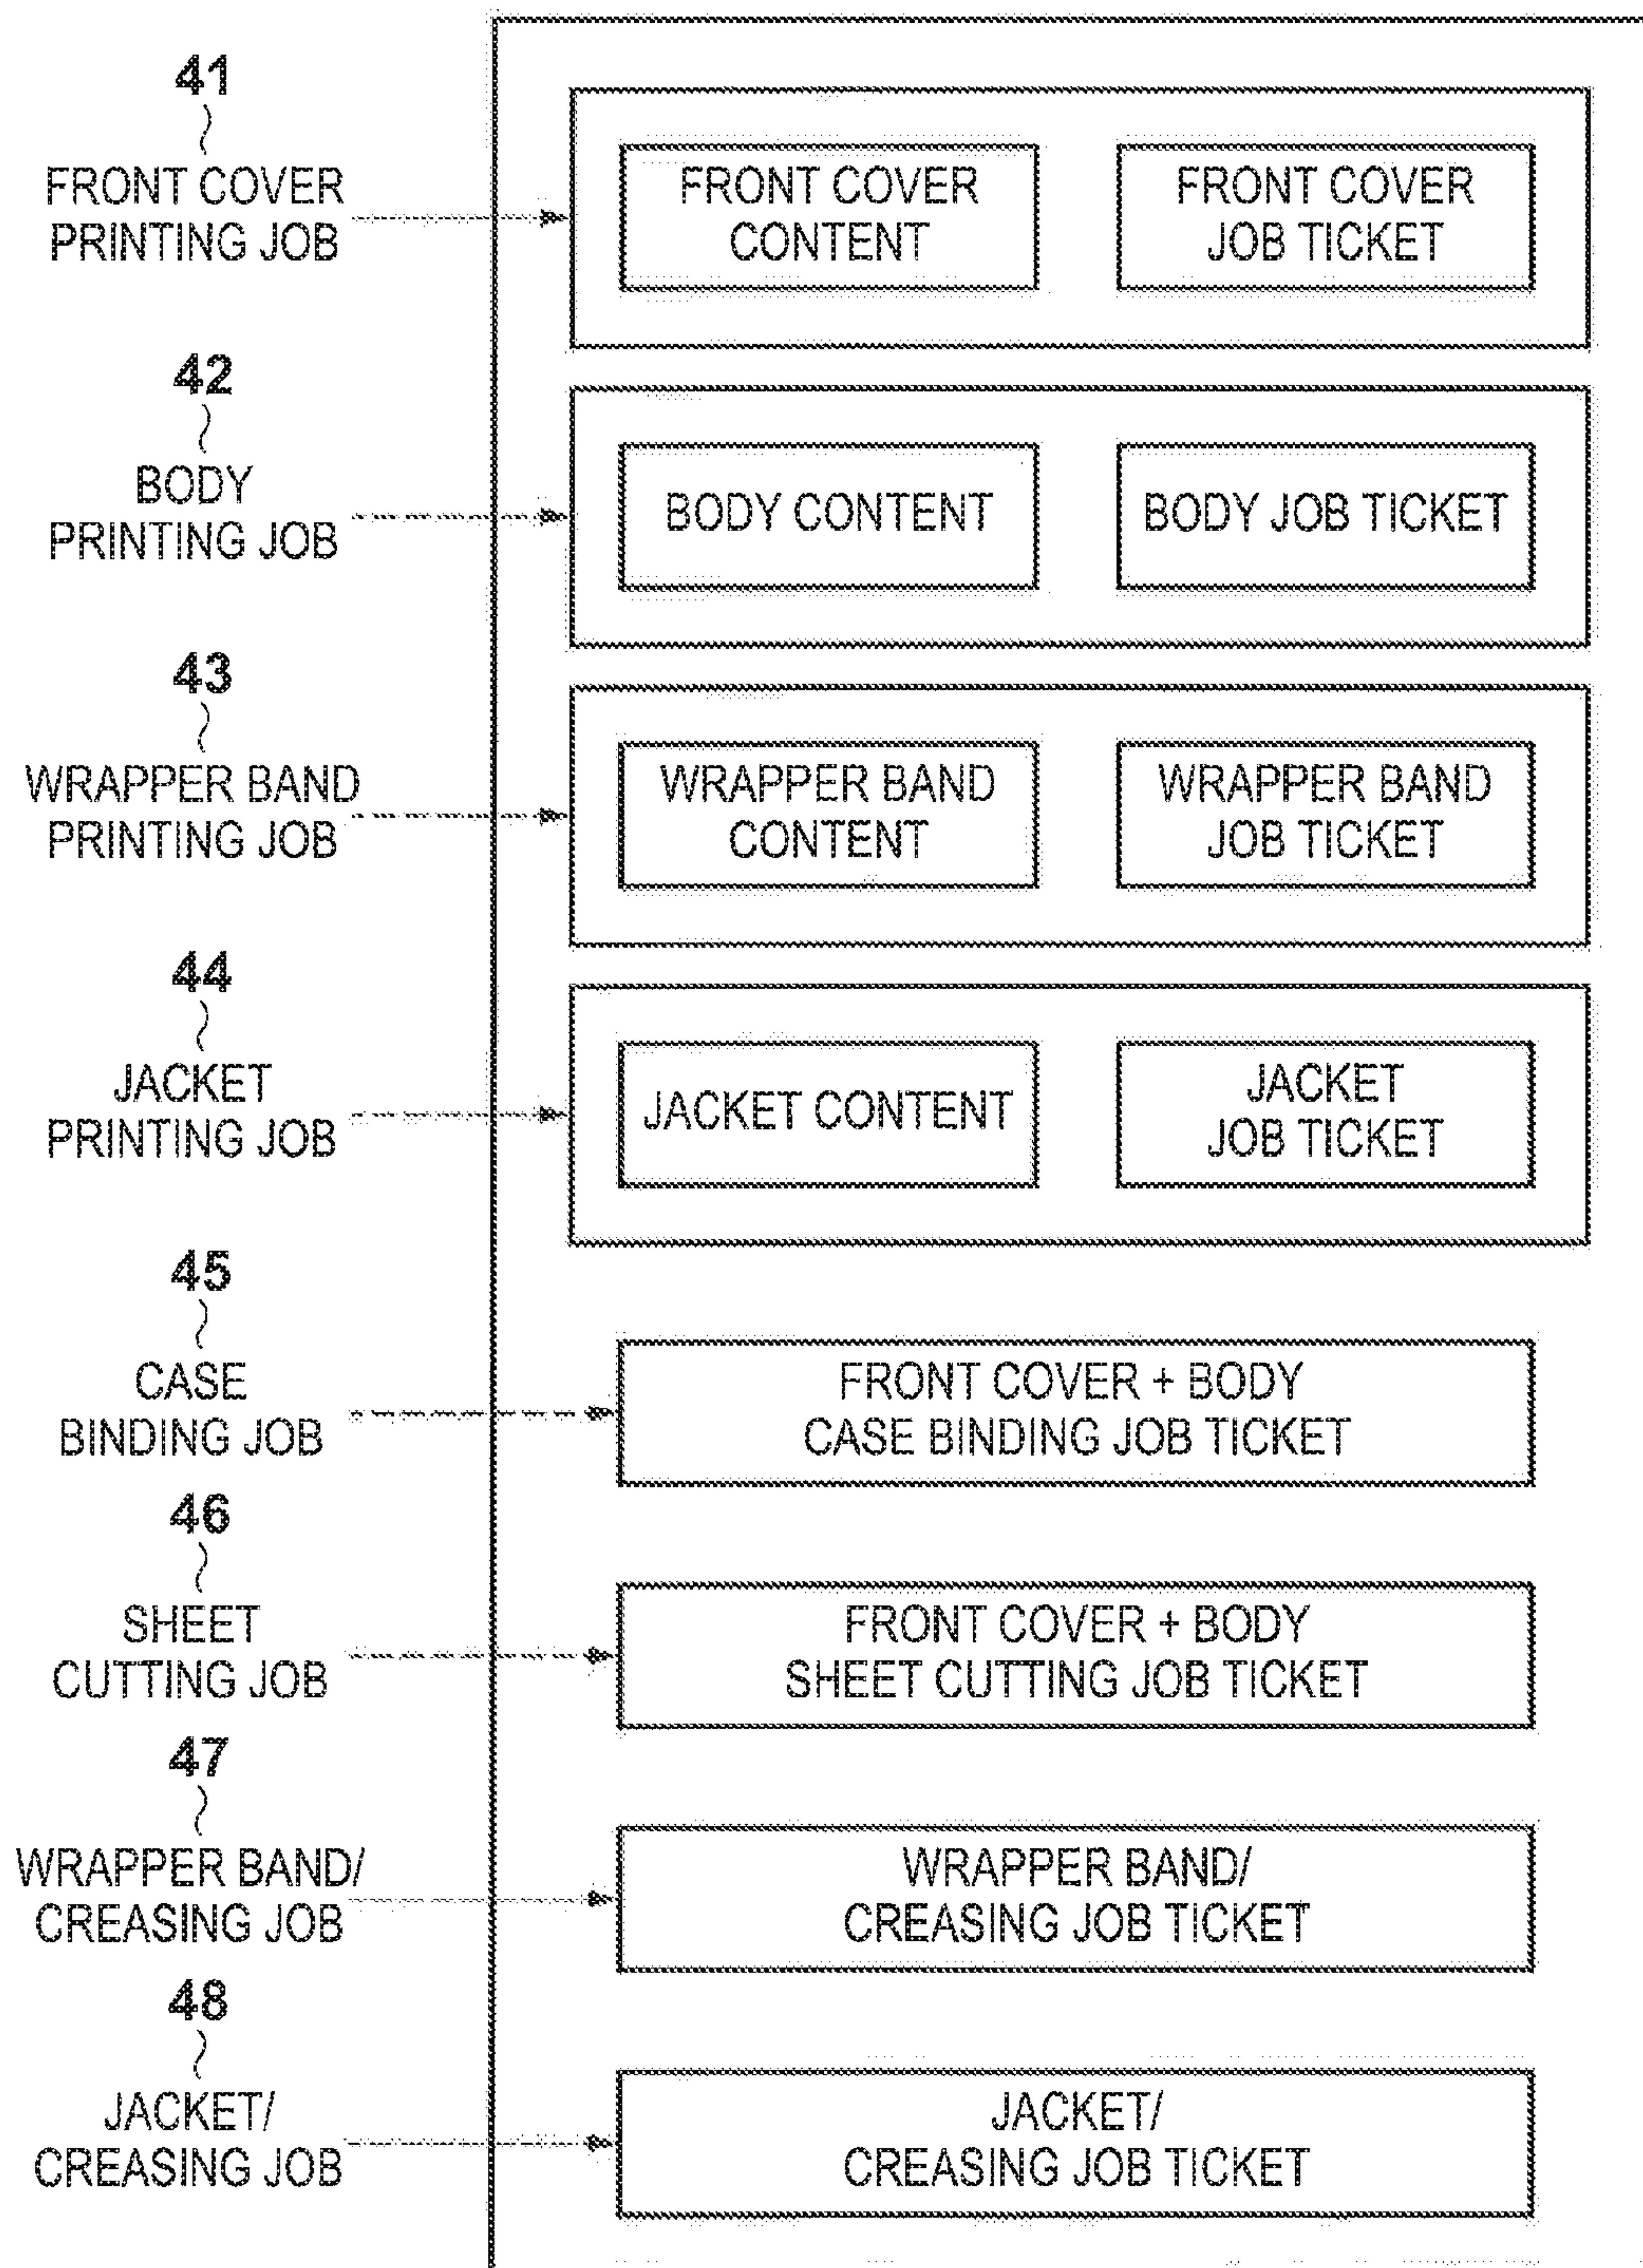 41
FRONT COVER
PRINTING JOB
FRONT COVER
CONTENT
FRONT COVER
JOB TICKET
42
BODY
PRINTING JOB
BODY CONTENT
BODY JOB TICKET
43
WRAPPER BAND
PRINTING JOB
WRAPPER BAND
CONTENT
WRAPPER BAND
JOB TICKET
44
JACKET
PRINTING JOB
JACKET CONTENT
JACKET
JOB TICKET
45
CASE
BINDING JOB
FRONT COVER + BODY
CASE BINDING JOB TICKET
46
SHEET
CUTTING JOB
FRONT COVER + BODY
SHEET CUTTING JOB TICKET
47
WRAPPER BAND/
CREASING JOB
WRAPPER BAND/
CREASING JOB TICKET
48
JACKET/
CREASING JOB
JACKET/
CREASING JOB TICKET